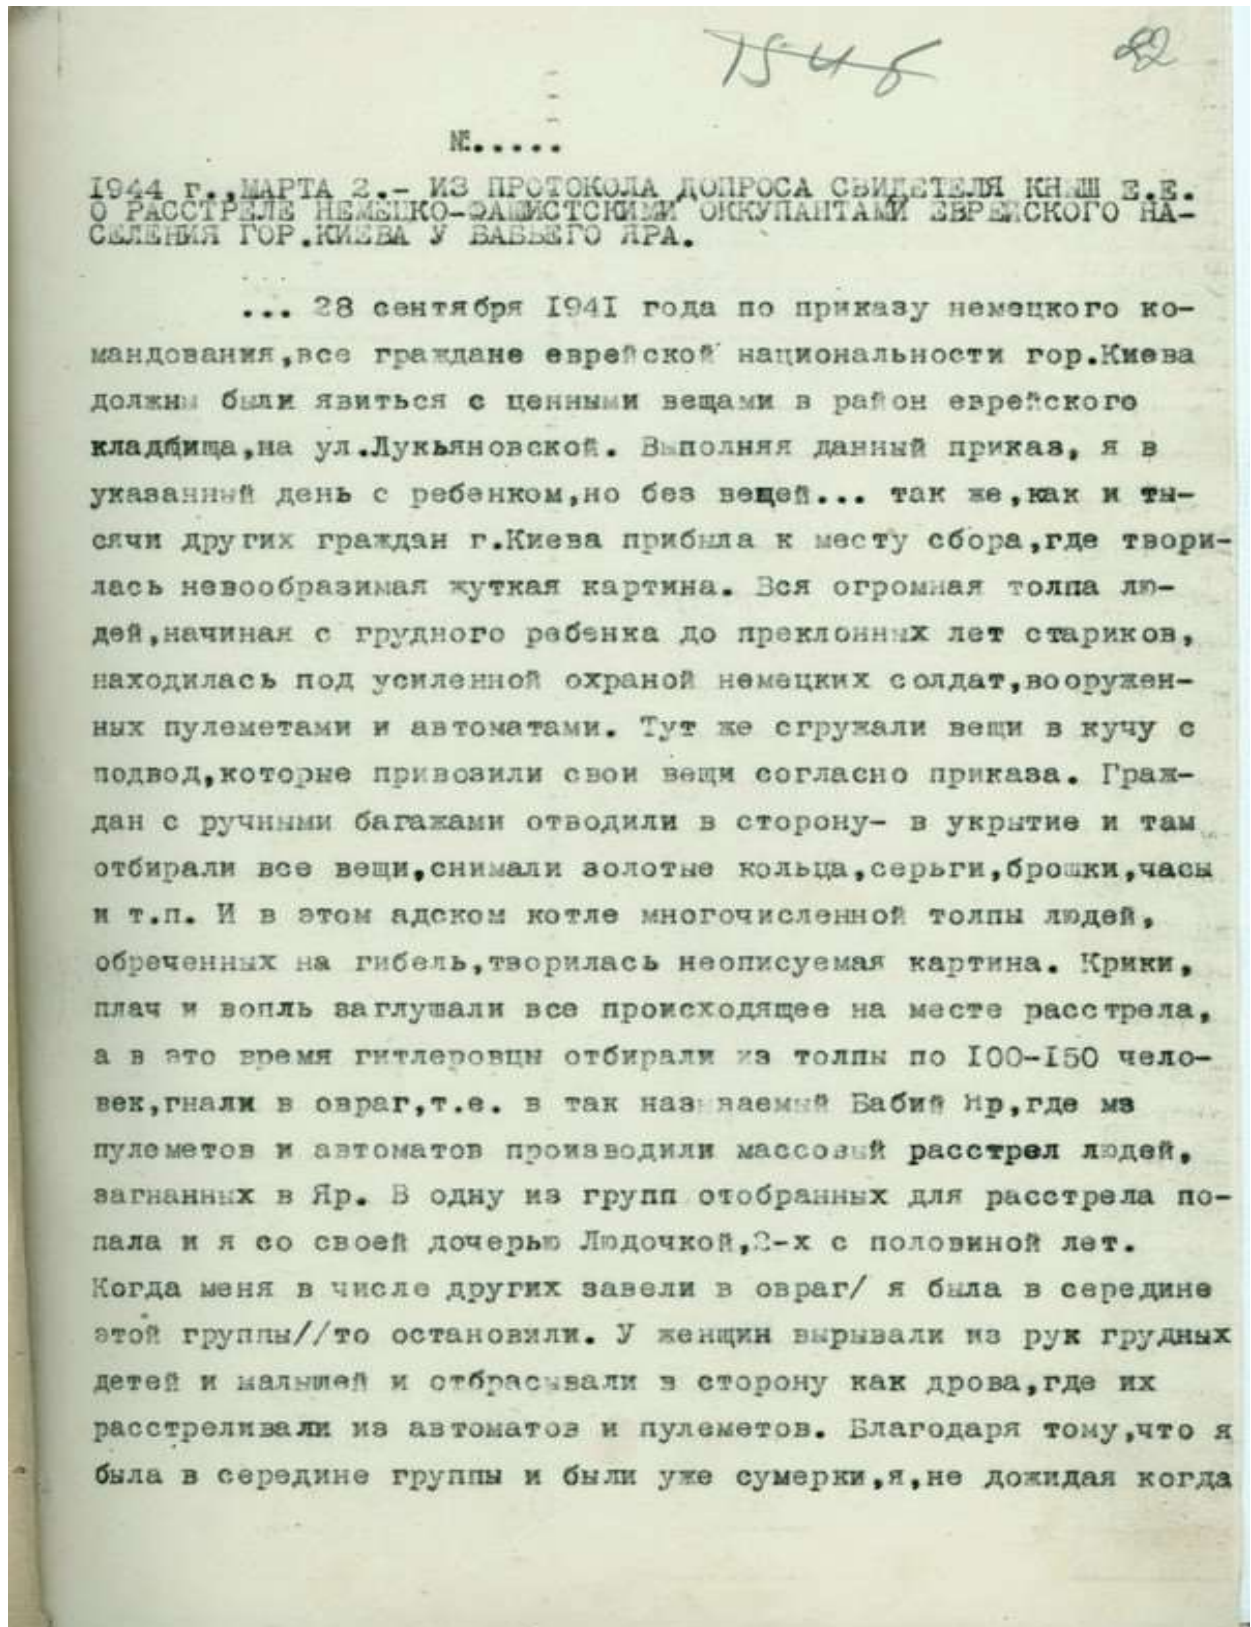 1545
22
№.....
1944 г.,МАРТА 2.- ИЗ ПРОТОКОЛА ДОПРОСА СВИДЕТЕЛЯ КНЫШ Е.Е.
О РАССТРЕЛЕ НЕМЕЦКО-ФАШИСТСКИМИ ОККУПАНТАМИ ЕВРЕЙСКОГО НА-
СЕЛЕНИЯ ГОР.КИЕВА У БАБЬЕГО ЯРА.
... 28 сентября 1941 года по приказу немецкого ко-
мандования,все граждане еврейской национальности гор.Киева
должны были явиться с ценными вещами в район еврейского
кладбища,на ул.Лукьяновской. Выполняя данный приказ, я в
указанный день с ребенком,но без вещей... так же,как и ты-
сячи других граждан г.Киева прибыла к месту сбора,где твори-
лась невообразимая жуткая картина. Вся огромная толпа лю-
дей,начиная с грудного ребенка до преклонных лет стариков,
находилась под усиленной охраной немецких солдат,вооружен-
ных пулеметами и автоматами. Тут же сгружали вещи в кучу с
подвод,которые привозили свои вещи согласно приказа. Граж-
дан с ручными багажами отводили в сторону- в укрытие и там
отбирали все вещи,снимали золотые кольца,серьги,брошки,часы
и т.п. И в этом адском котле многочисленной толпы людей,
обреченных на гибель,творилась неописуемая картина. Крики,
плач и вопль заглушали все происходящее на месте расстрела,
а в это время гитлеровцы отбирали из толпы по 100-150 чело-
век,гнали в овраг,т.е. в так называемый Бабий Яр,где из
пулеметов и автоматов производили массовый расстрел людей,
загнанных в Яр. В одну из групп отобранных для расстрела по-
пала и я со своей дочерью Людочкой,2-х с половиной лет.
Когда меня в числе других завели в овраг/ я была в середине
этой группы//то остановили. У женщин вырывали из рук грудных
детей и малышей и отбрасывали в сторону как дрова,где их
расстреливали из автоматов и пулеметов. Благодаря тому,что я
была в середине группы и были уже сумерки,я,не дожидая когда